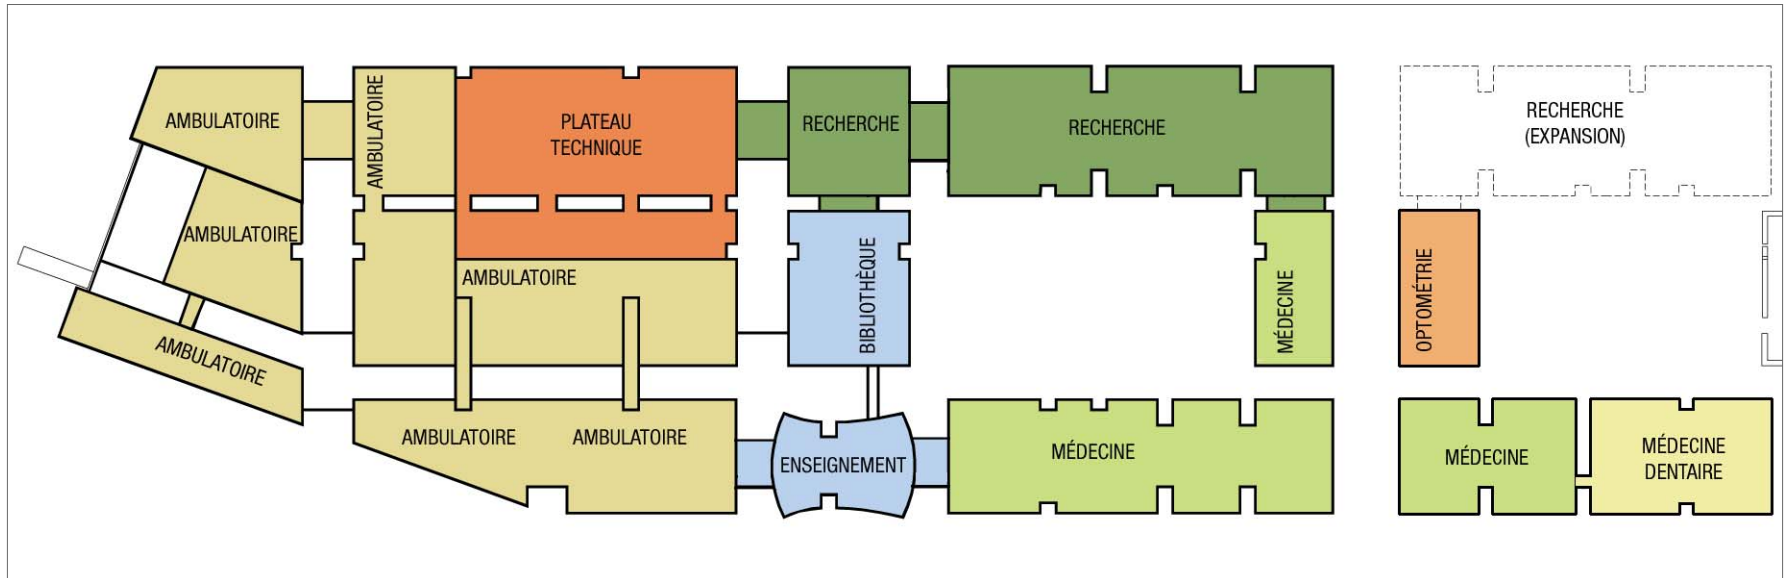 AMBULATOIRE
AMBULATOIRE
PLATEAU
TECHNIQUE
RECHERCHE
RECHERCHE
RECHERCHE
(EXPANSION)
AMBULATOIRE
AMBULATOIRE
BIBLIOTHÈQUE
MÉDECINE
OPTOMÉTRIE
AMBULATOIRE
AMBULATOIRE
AMBULATOIRE
ENSEIGNEMENT
MÉDECINE
MÉDECINE
MÉDECINE
DENTAIRE